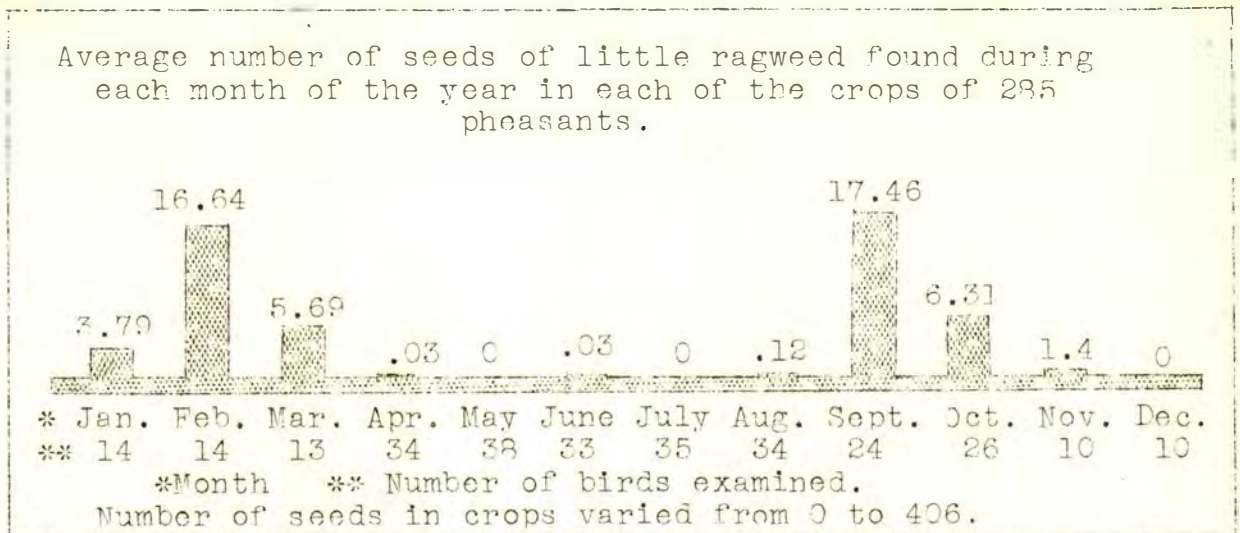 Average number of seeds of little ragweed found during
each month of the year in each of the crops of 285
pheasants.
3.79 16.64 5.69 .03 0 .03 0 .12 17.46 6.31 1.4 0
* Jan. Feb. Mar. Apr. May June July Aug. Sept. Oct. Nov. Dec.
** 14 14 13 34 38 33 35 34 24 26 10 10
*Month ** Number of birds examined.
Number of seeds in crops varied from 0 to 406.